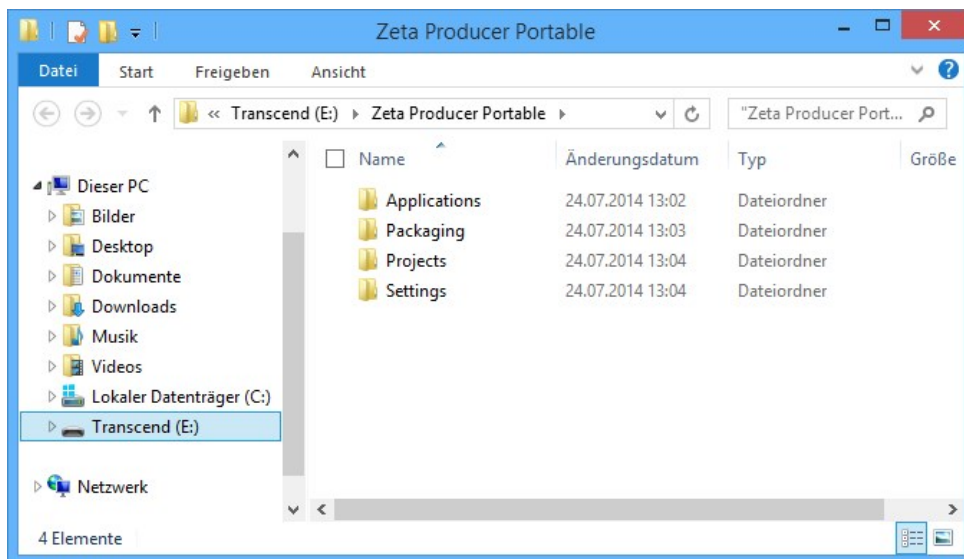 Zeta Producer Portable
Datei Start Freigeben Ansicht
« Transcend (E:) Zeta Producer Portable "Zeta Producer Port...
Name Änderungsdatum Typ Größe
Dieser PC
Bilder
Desktop
Dokumente
Downloads
Musik
Videos
Lokaler Datenträger (C:)
Transcend (E:)
Netzwerk
Applications 24.07.2014 13:02 Dateiordner
Packaging 24.07.2014 13:03 Dateiordner
Projects 24.07.2014 13:04 Dateiordner
Settings 24.07.2014 13:04 Dateiordner
4 Elemente